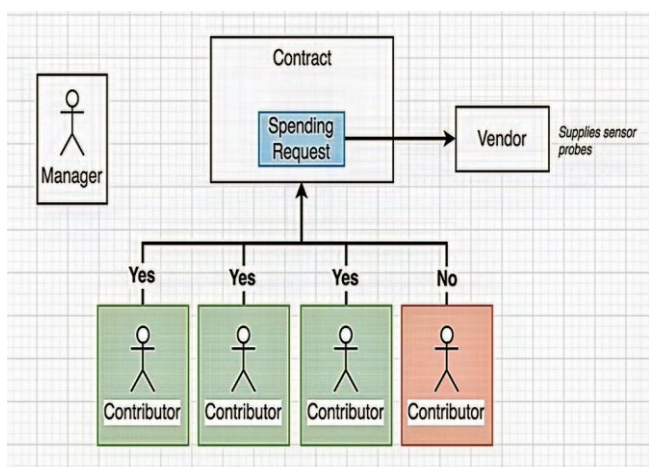 Contract
Spending
Request
Vendor
Supplies sensor
probes
Manager
Yes
Yes
Yes
No
Contributor
Contributor
Contributor
Contributor